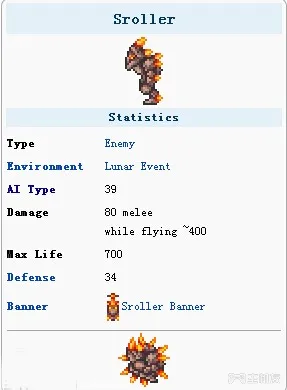 Sroller
Statistics
Type Enemy
Environment Lunar Event
AI Type 39
Damage 80 melee
while flying ~400
Max Life 700
Defense 34
Banner Sroller Banner